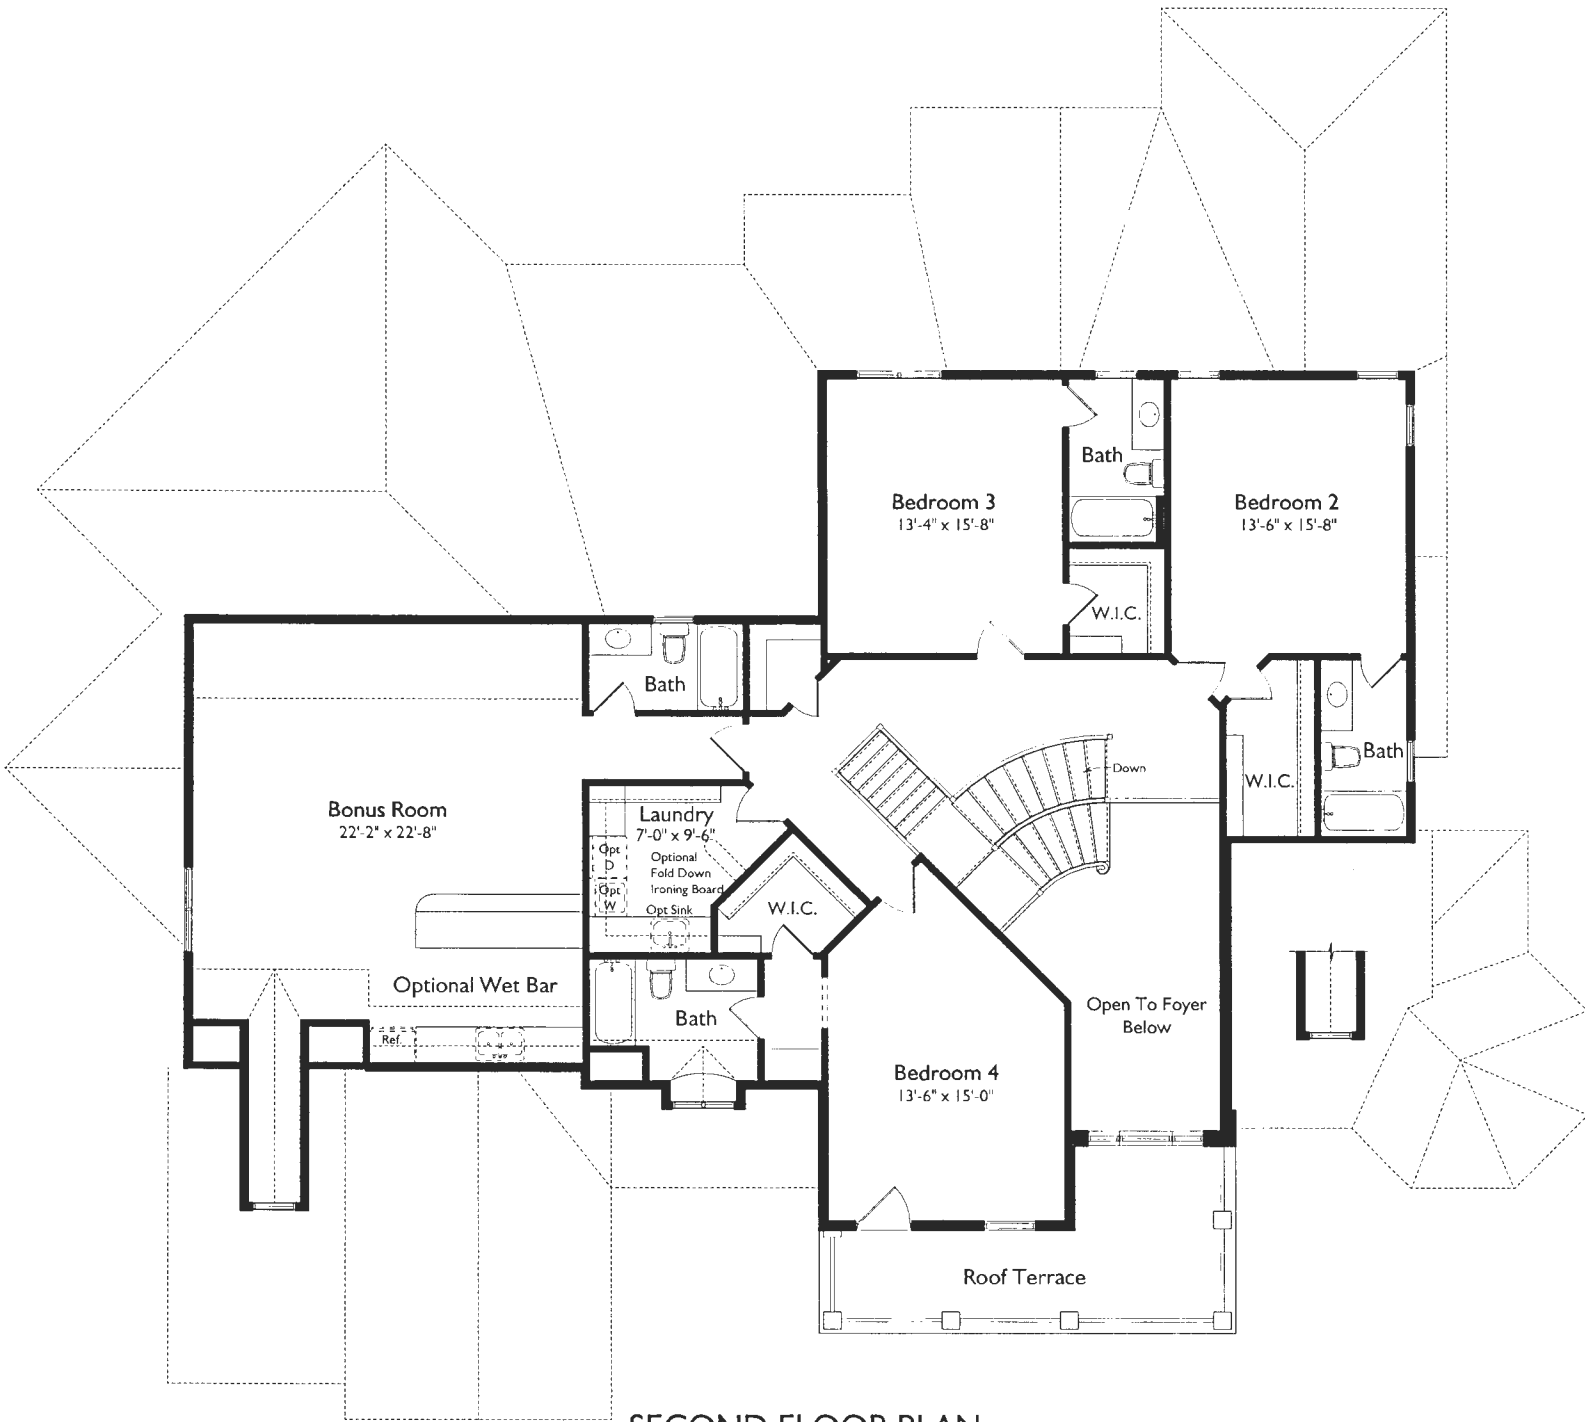 Bath
Bedroom 3
13'-4" x 15'-8"
Bedroom 2
13'-6" x 15'-8"
W.I.C.
Bath
Bath
Down
W.I.C.
Bonus Room
22'-2" x 22'-8"
Laundry
7'-0" x 9'-6"
Opt
D
Optional
Fold Down
Ironing Board
Opt
W
Opt Sink
W.I.C.
Optional Wet Bar
Ref.
Bath
Open To Foyer
Below
Bedroom 4
13'-6" x 15'-0"
Roof Terrace
SECOND FLOOR PLAN